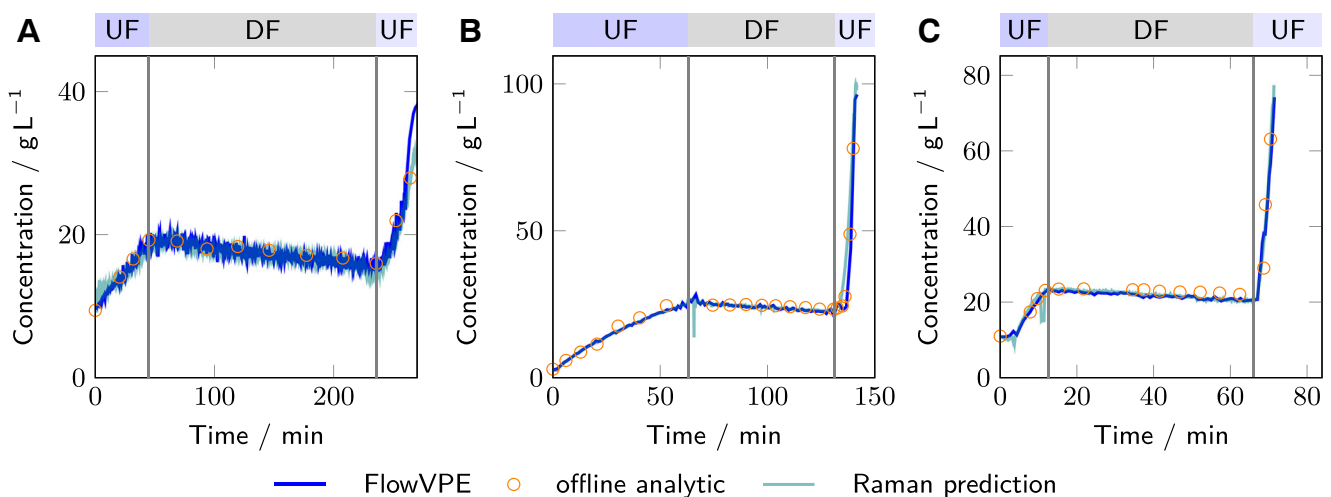 A
UF
DF
UF
Concentration / g L⁻¹
40
20
0
0
100
200
Time / min
B
UF
DF
UF
Concentration / g L⁻¹
100
50
0
0
50
100
150
Time / min
C
UF
DF
UF
Concentration / g L⁻¹
80
60
40
20
0
0
20
40
60
80
Time / min
FlowVPE
offline analytic
Raman prediction